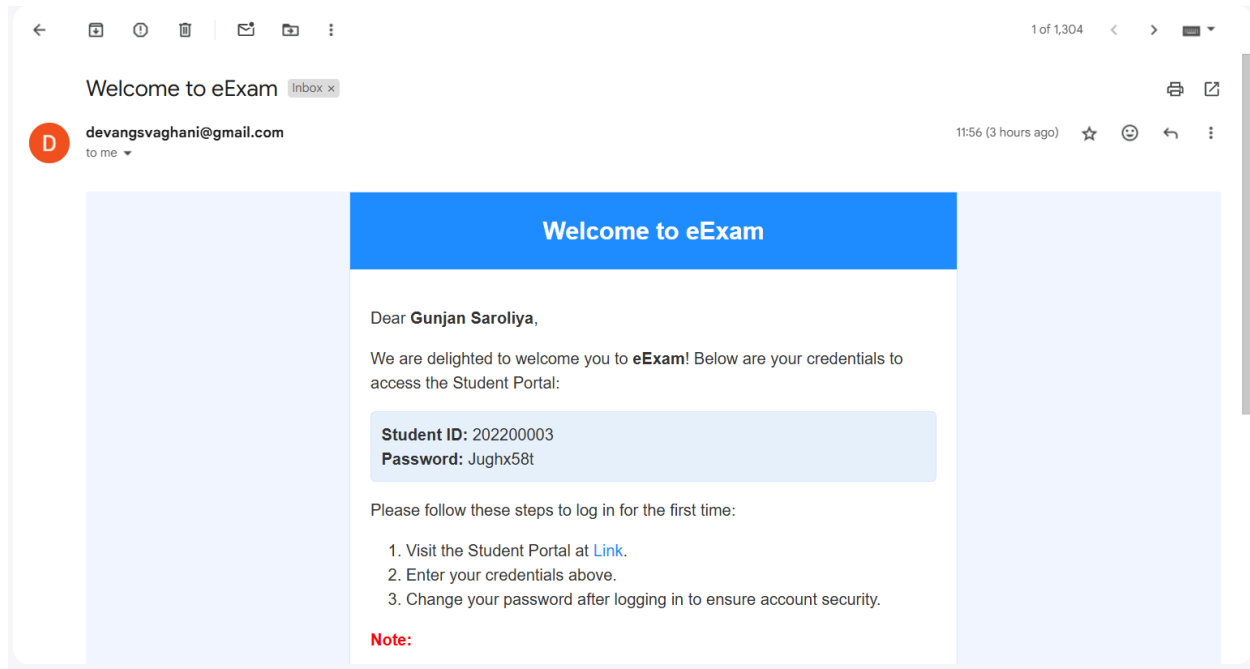 1 of 1,304
Welcome to eExam Inbox ×
devangsvaghani@gmail.com 11:56 (3 hours ago)
D
to me
Welcome to eExam
Dear Gunjan Saroliya,
We are delighted to welcome you to eExam! Below are your credentials to
access the Student Portal:
Student ID: 202200003
Password: Jughx58t
Please follow these steps to log in for the first time:
1. Visit the Student Portal at Link.
2. Enter your credentials above.
3. Change your password after logging in to ensure account security.
Note: